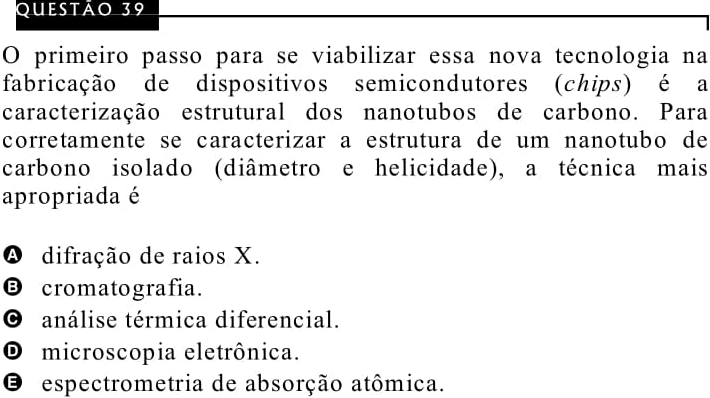 QUESTÃO 39
O primeiro passo para se viabilizar essa nova tecnologia na
fabricação de dispositivos semicondutores (chips) é a
caracterização estrutural dos nanotubos de carbono. Para
corretamente se caracterizar a estrutura de um nanotubo de
carbono isolado (diâmetro e helicidade), a técnica mais
apropriada é
A difração de raios X.
B cromatografia.
C análise térmica diferencial.
D microscopia eletrônica.
E espectrometria de absorção atômica.